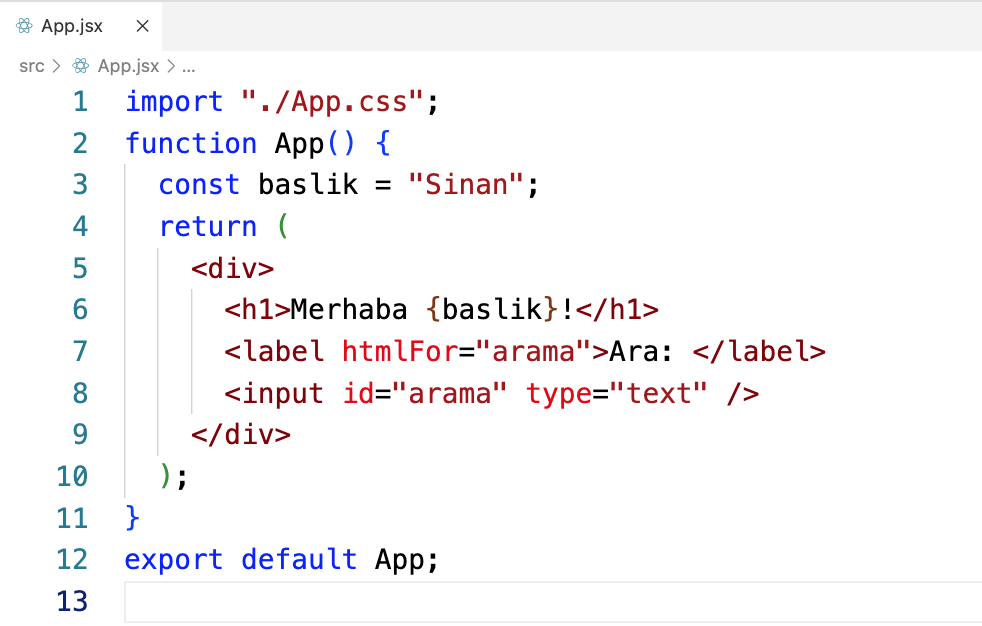 App.jsx
src > App.jsx > ...
1 import "./App.css";
2 function App() {
3   const baslik = "Sinan";
4   return (
5     <div>
6       <h1>Merhaba {baslik}!</h1>
7       <label htmlFor="arama">Ara: </label>
8       <input id="arama" type="text" />
9     </div>
10   );
11 }
12 export default App;
13